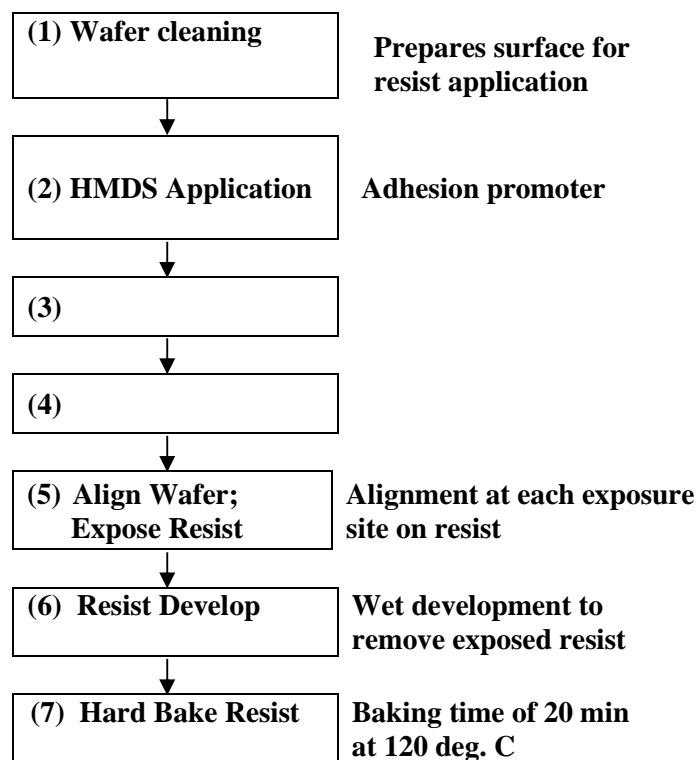 (1) Wafer cleaning
Prepares surface for
resist application
(2) HMDS Application
Adhesion promoter
(3)
(4)
(5) Align Wafer;
Expose Resist
Alignment at each exposure
site on resist
(6) Resist Develop
Wet development to
remove exposed resist
(7) Hard Bake Resist
Baking time of 20 min
at 120 deg. C